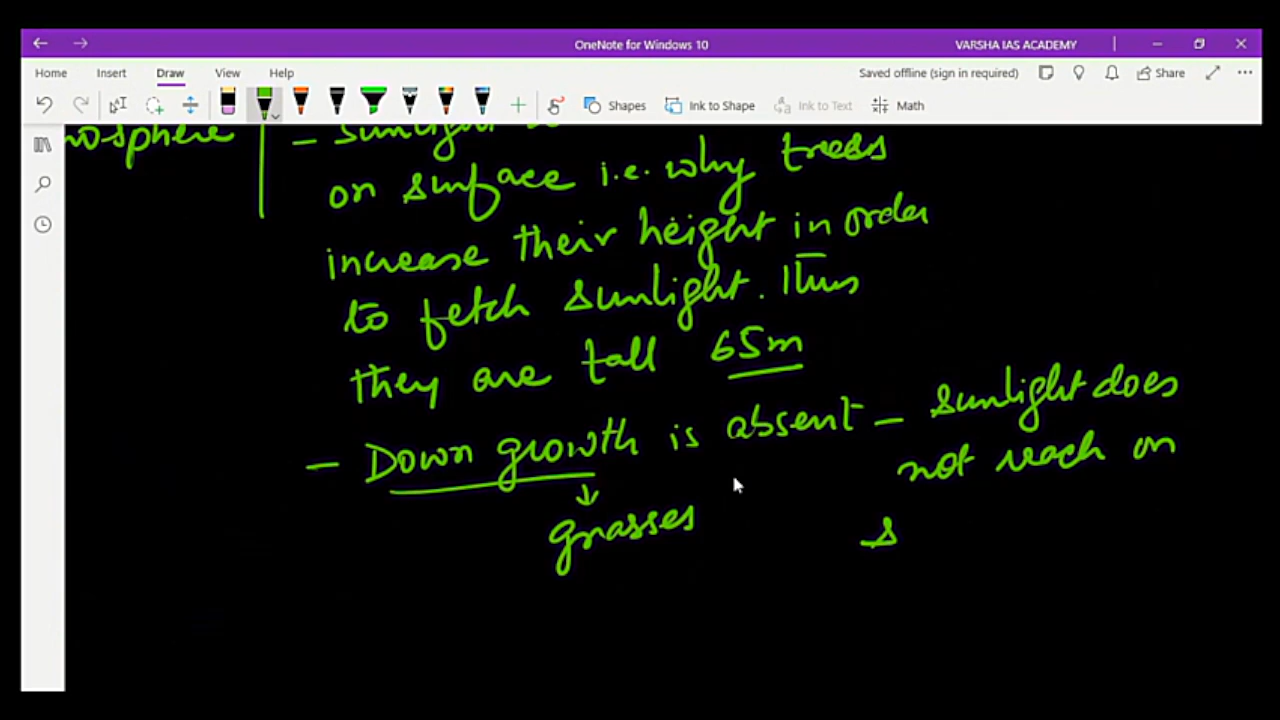 OneNote for Windows 10
VARSHA IAS ACADEMY
Home Insert Draw View Help
Saved offline (sign in required) Share
Shapes Ink to Shape Ink to Text Math
- Sunlight
on surface i.e. why trees
increase their height in order
to fetch sunlight. Thus
they are tall 65m
- Down growth is absent - sunlight does
not reach on
↓
grasses
s